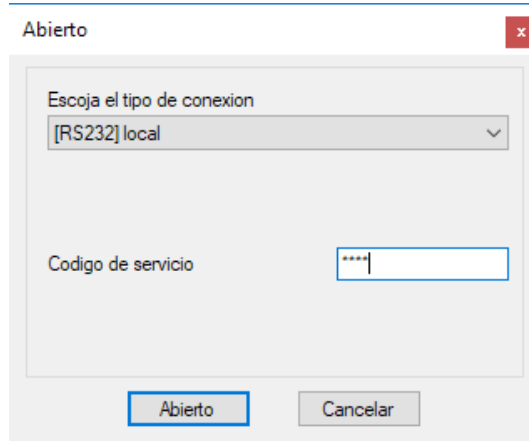 Abierto
x
Escoja el tipo de conexion
[RS232] local
Codigo de servicio
****
Abierto
Cancelar